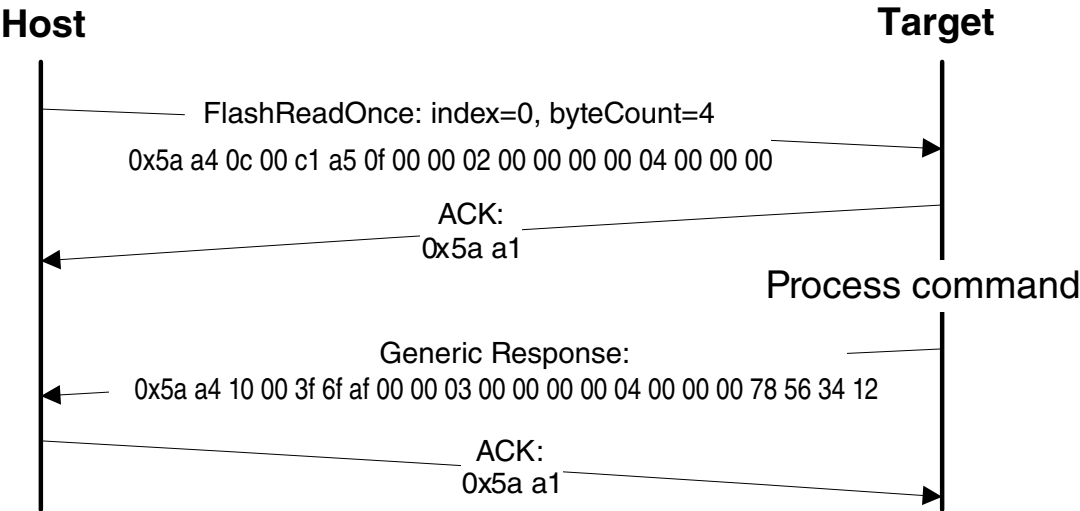 Host
Target
FlashReadOnce: index=0, byteCount=4
0x5a a4 0c 00 c1 a5 0f 00 00 02 00 00 00 00 04 00 00 00
ACK:
0x5a a1
Process command
Generic Response:
0x5a a4 10 00 3f 6f af 00 00 03 00 00 00 00 04 00 00 00 78 56 34 12
ACK:
0x5a a1